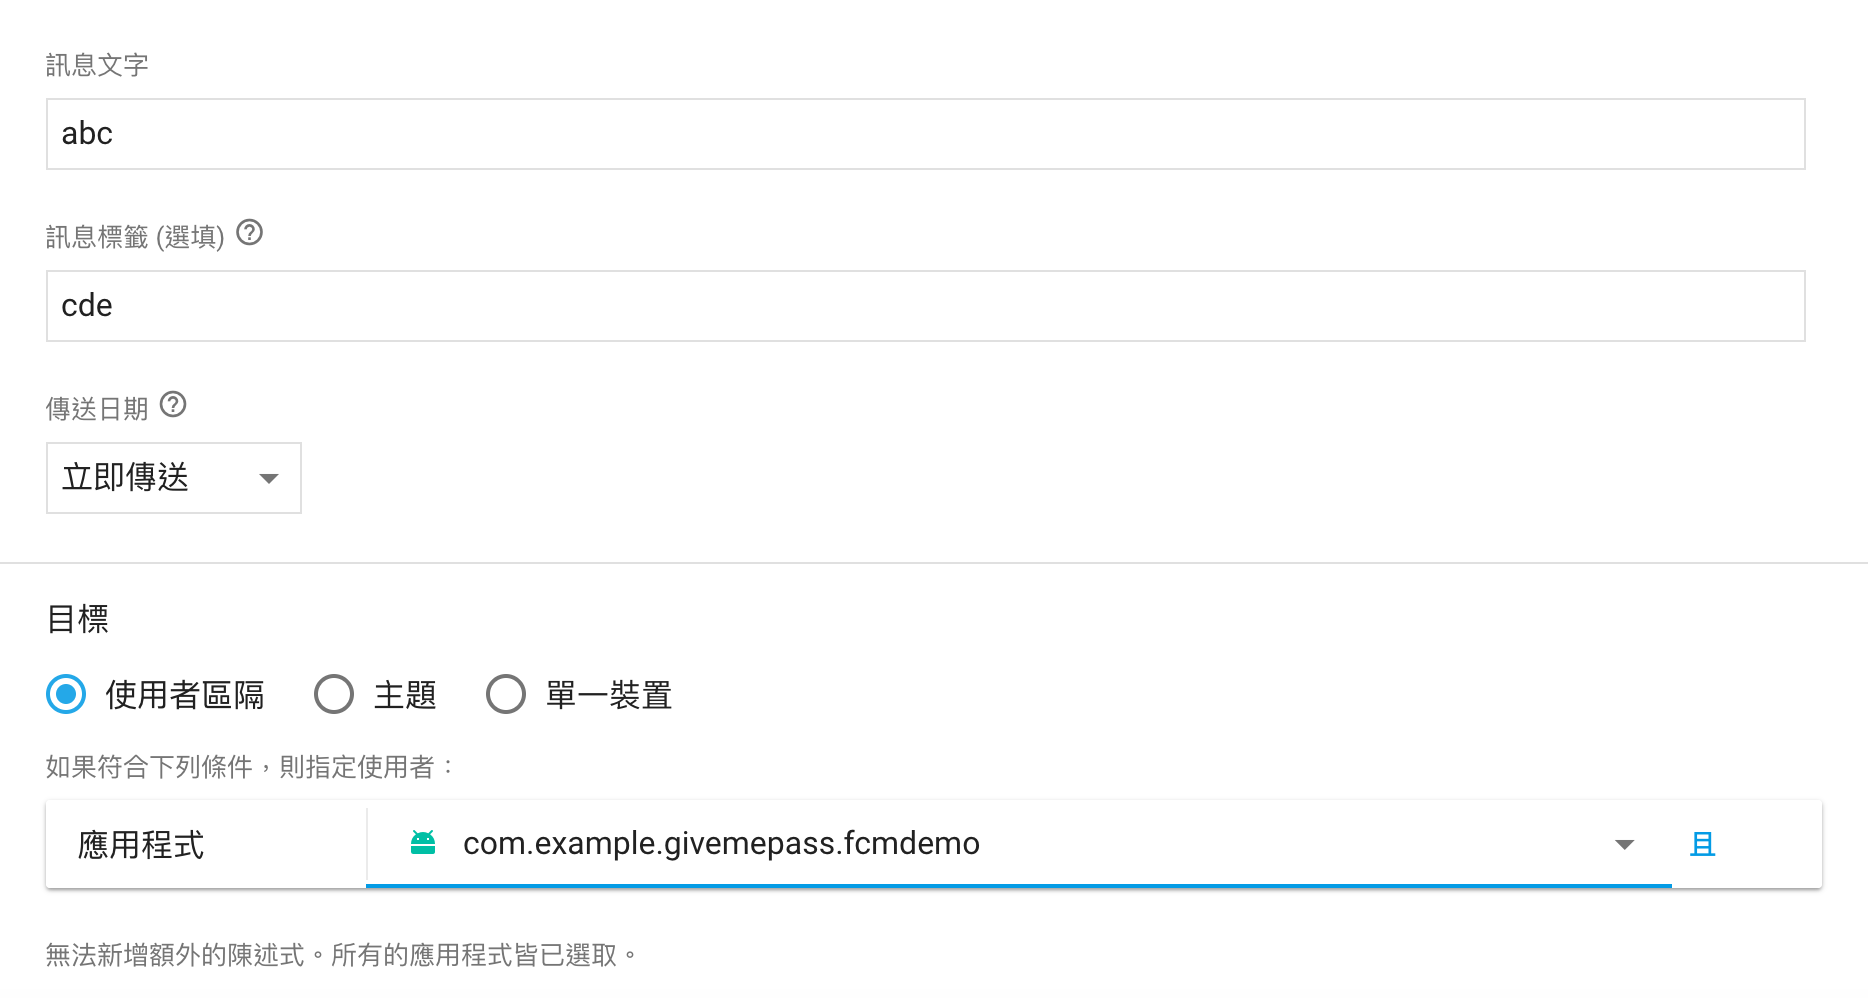 訊息文字
abc
訊息標籤 (選填)
cde
傳送日期
立即傳送
目標
使用者區隔 主題 單一裝置
如果符合下列條件，則指定使用者：
應用程式 com.example.givemepass.fcmdemo 且
無法新增額外的陳述式。所有的應用程式皆已選取。